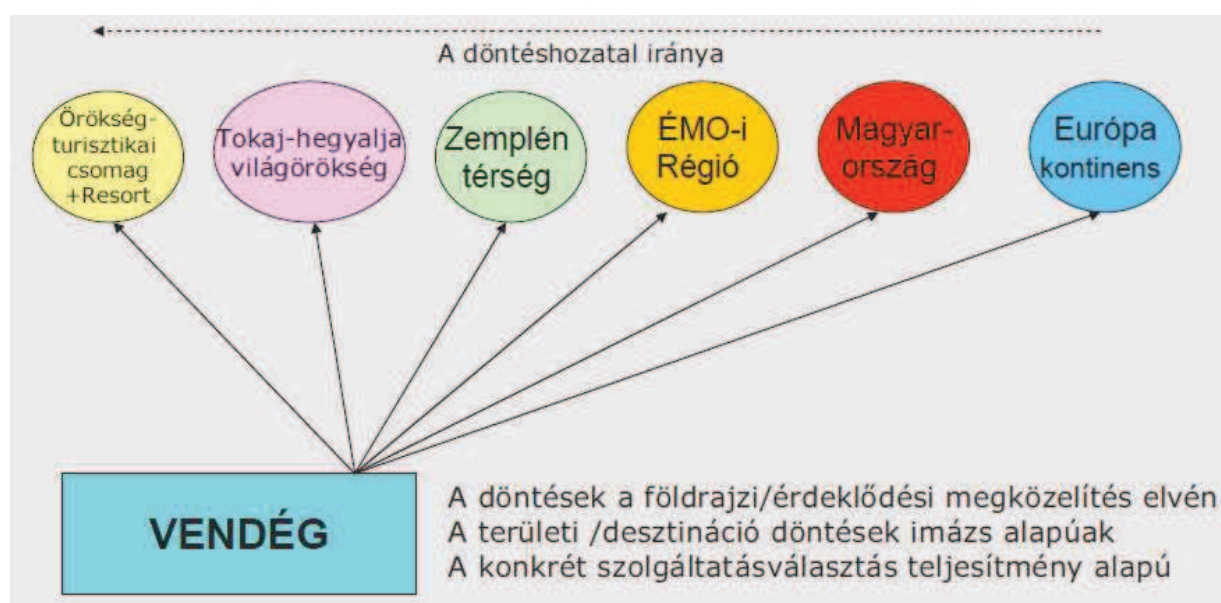 A döntéshozatal iránya
Örökség-
turisztikai
csomag
+Resort
Tokaj-hegyalja
világörökség
Zemplén
térség
ÉMO-i
Régió
Magyar-
ország
Európa
kontinens
VENDÉG
A döntések a földrajzi/érdeklődési megközelítés elvén
A területi /desztináció döntések imázs alapúak
A konkrét szolgáltatásválasztás teljesítmény alapú